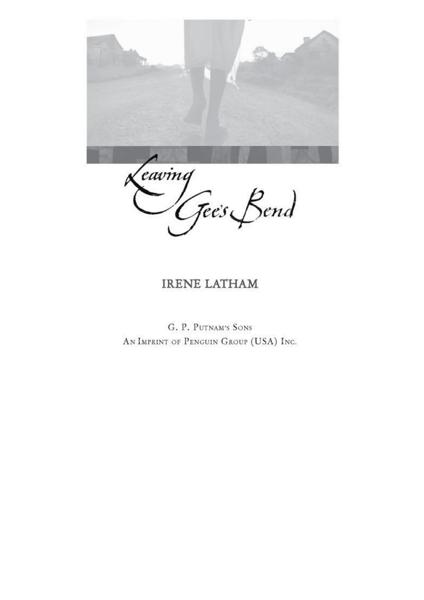 Leaving
Gee's Bend
IRENE LATHAM
G. P. PUTNAM'S SONS
AN IMPRINT OF PENGUIN GROUP (USA) INC.